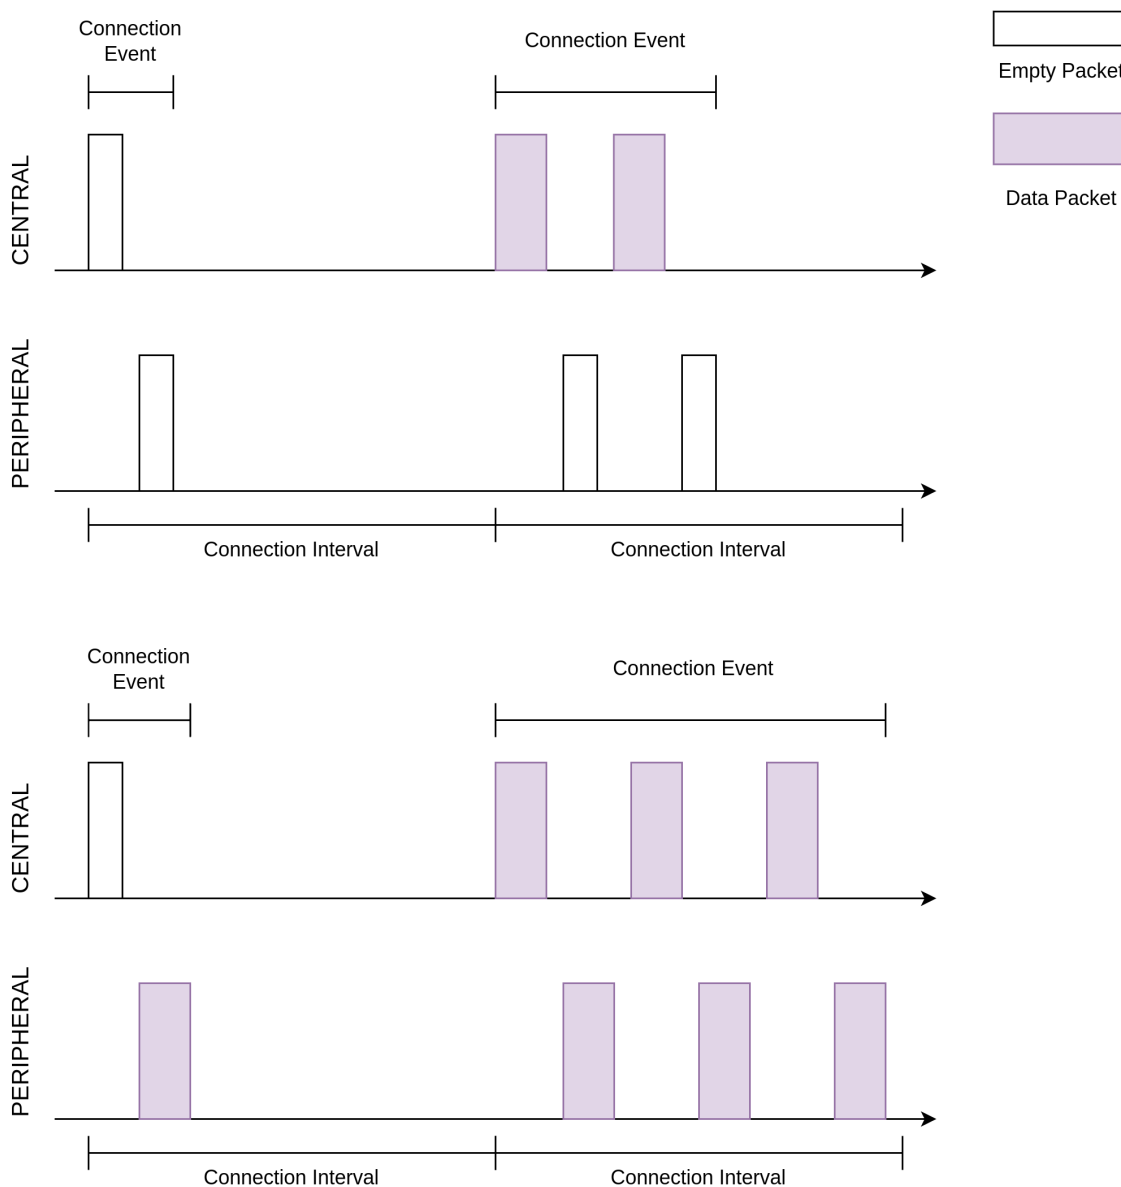 Connection
Event
Connection Event
Empty Packet
Data Packet
CENTRAL
PERIPHERAL
Connection Interval
Connection Interval
Connection
Event
Connection Event
CENTRAL
PERIPHERAL
Connection Interval
Connection Interval